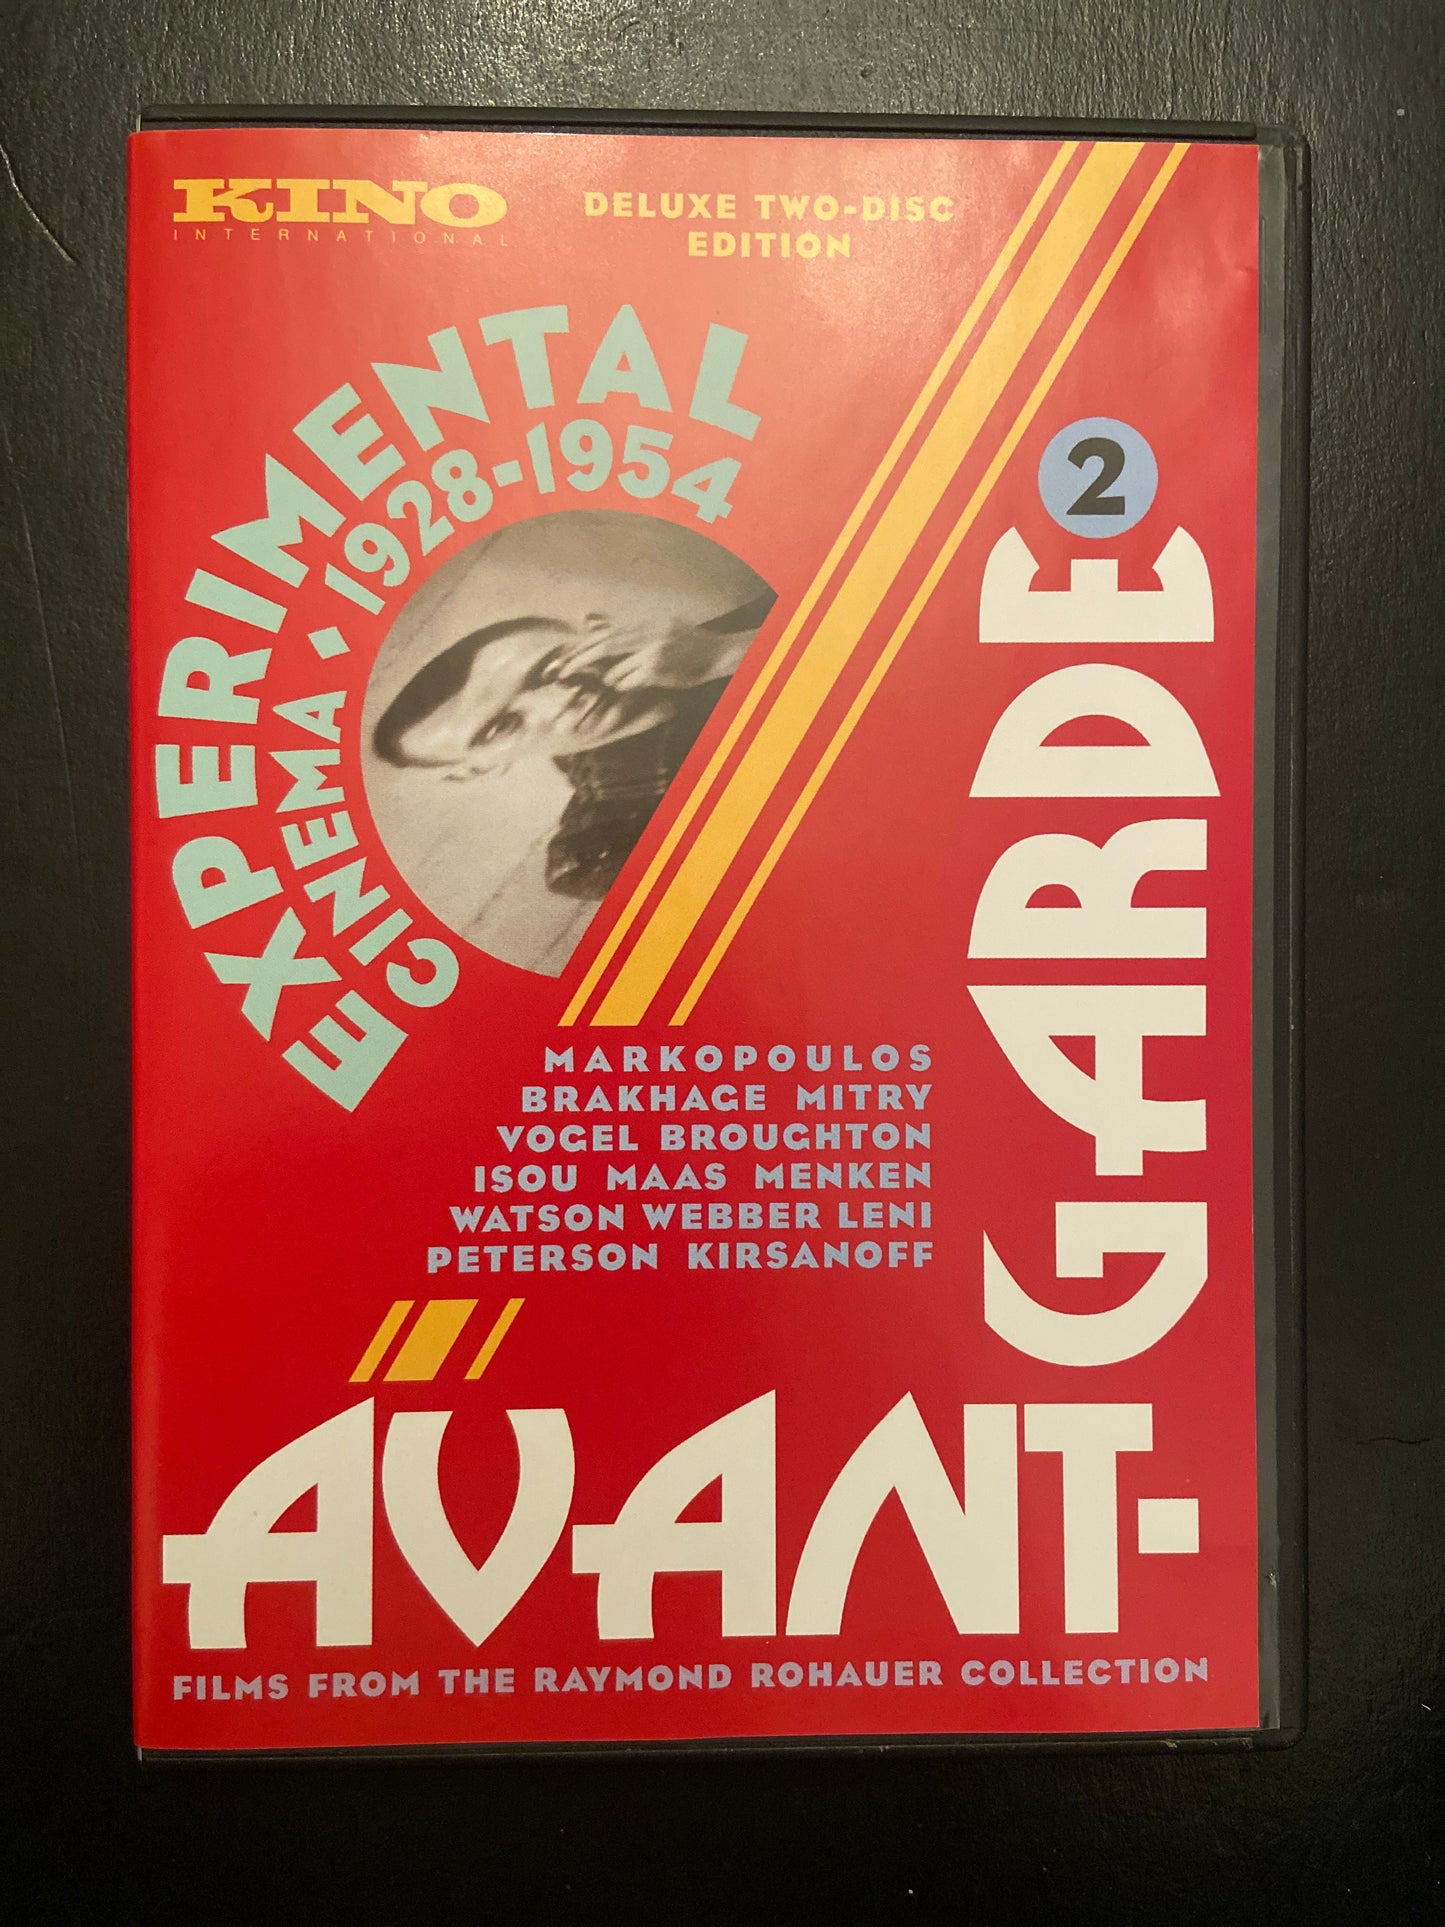 KINO
INTERNATIONAL
DELUXE TWO-DISC
EDITION
EXPERIMENTAL
CINEMA • 1928-1954
2
AVANT-
GARDE
MARKOPOULOS
BRAKHAGE MITRY
VOGEL BROUGHTON
ISOU MAAS MENKEN
WATSON WEBBER LENI
PETERSON KIRSANOFF
FILMS FROM THE RAYMOND ROHAUER COLLECTION